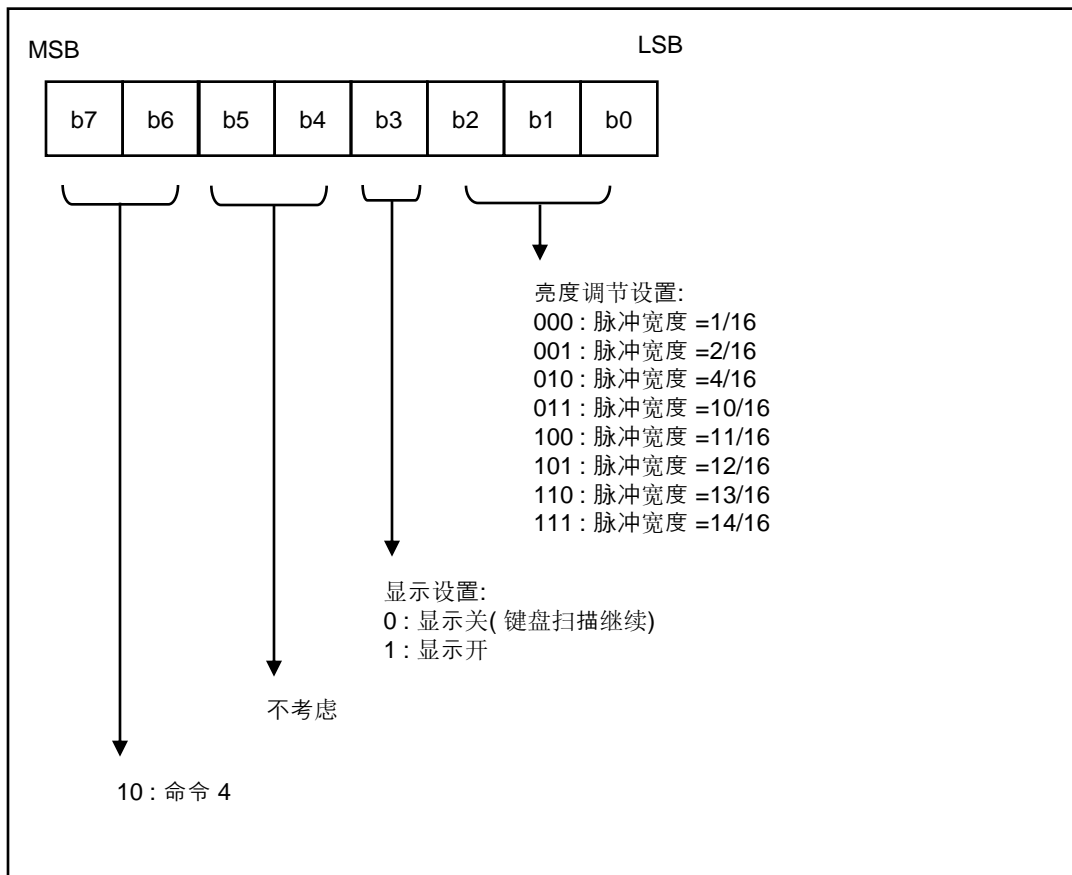 MSB
LSB
b7 b6 b5 b4 b3 b2 b1 b0
亮度调节设置:
000 : 脉冲宽度 =1/16
001 : 脉冲宽度 =2/16
010 : 脉冲宽度 =4/16
011 : 脉冲宽度 =10/16
100 : 脉冲宽度 =11/16
101 : 脉冲宽度 =12/16
110 : 脉冲宽度 =13/16
111 : 脉冲宽度 =14/16
显示设置:
0 : 显示关( 键盘扫描继续)
1 : 显示开
不考虑
10 : 命令 4